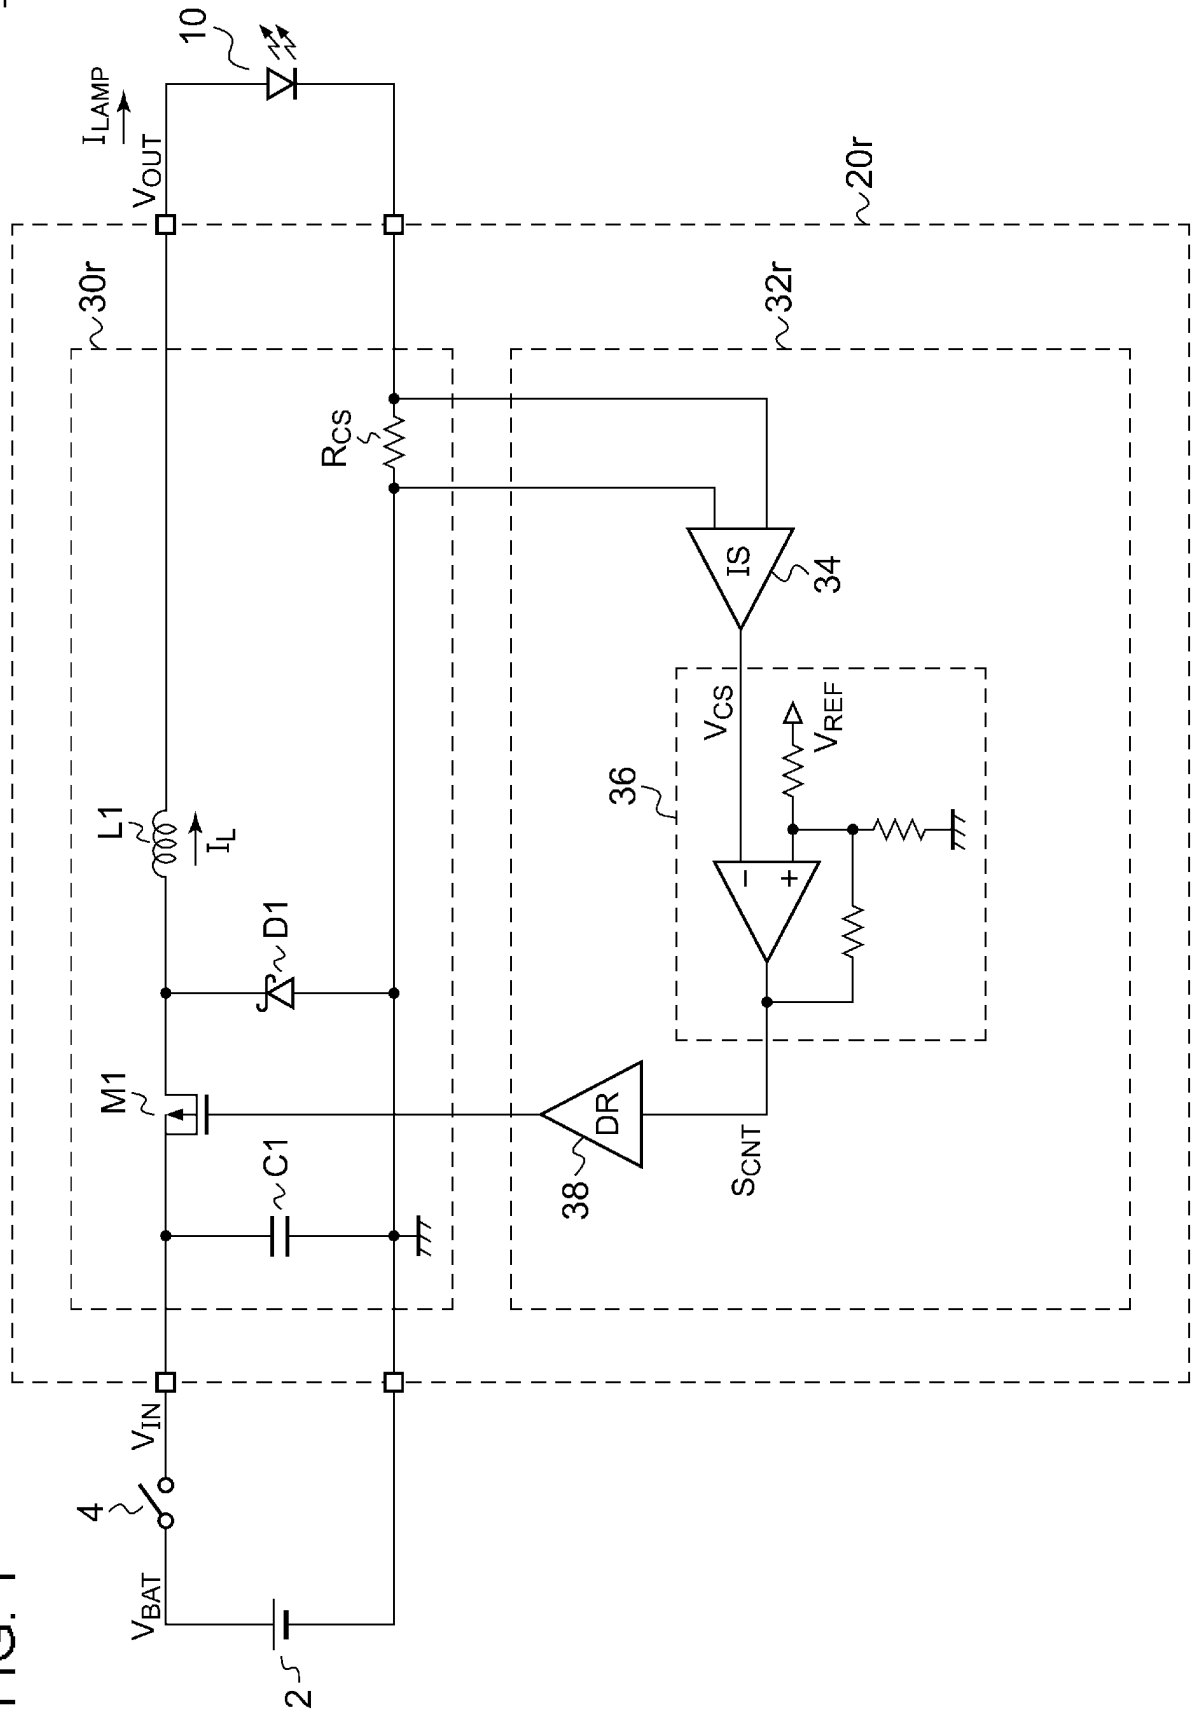 FIG. 1
10
I_LAMP
V_OUT
20r
30r
32r
R_CS
IS
34
V_CS
V_REF
36
L1
I_L
D1
−
+
M1
C1
DR
38
S_CNT
V_IN
4
V_BAT
2